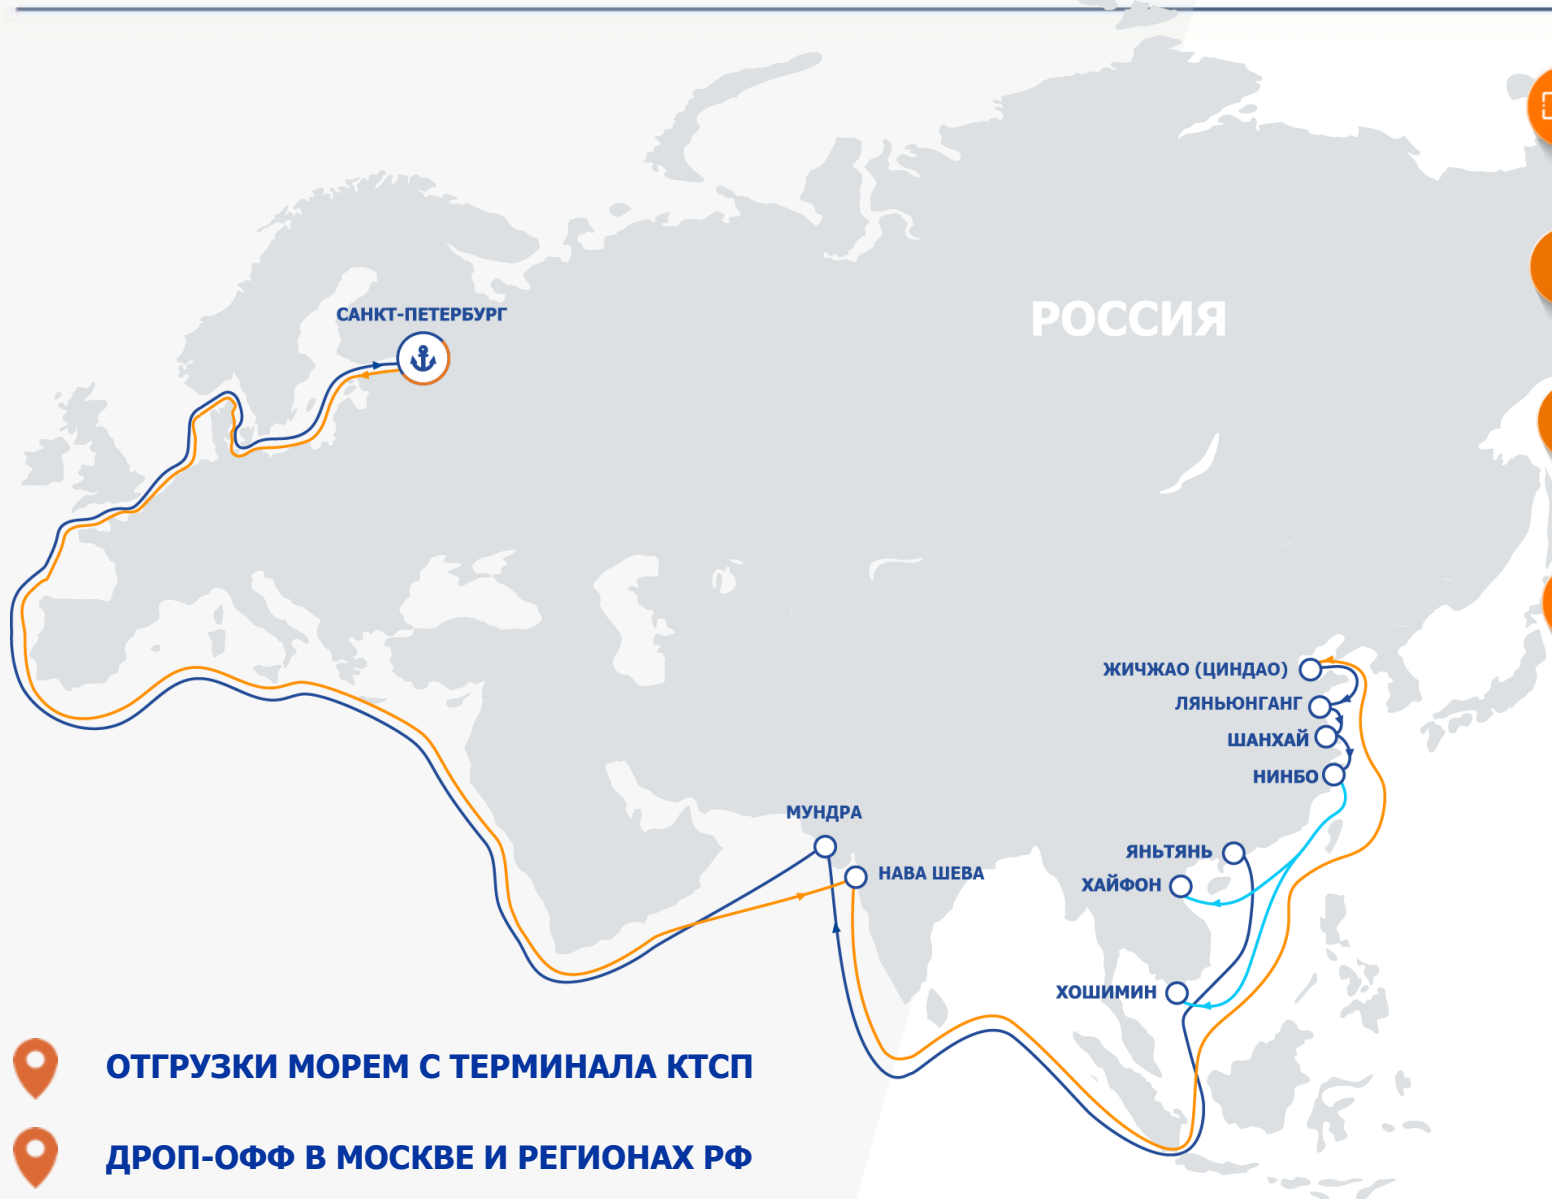 САНКТ-ПЕТЕРБУРГ
РОССИЯ
ЖИЧЖАО (ЦИНДАО)
ЛЯНЬЮНГАНГ
ШАНХАЙ
НИНБО
МУНДРА
НАВА ШЕВА
ЯНЬТЯНЬ
ХАЙФОН
ХОШИМИН
ОТГРУЗКИ МОРЕМ С ТЕРМИНАЛА КТСП
ДРОП-ОФФ В МОСКВЕ И РЕГИОНАХ РФ